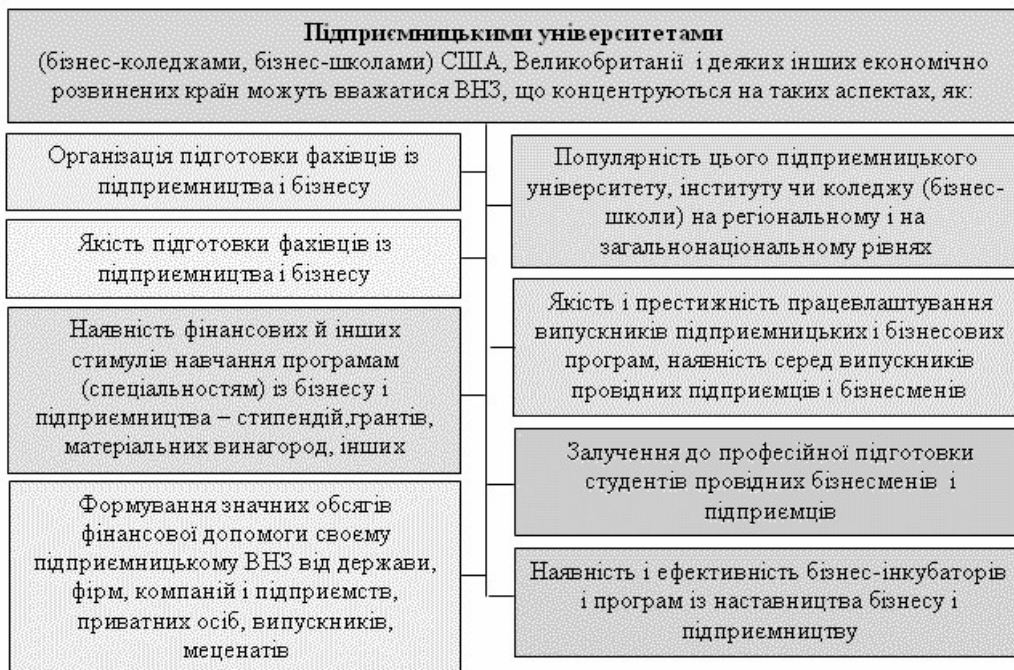 Підприємницькими університетами
(бізнес-коледжами, бізнес-школами) США, Великобританії і деяких інших економічно
розвинених країн можуть вважатися ВНЗ, що концентруються на таких аспектах, як:
Організація підготовки фахівців із
підприємництва і бізнесу
Якість підготовки фахівців із
підприємництва і бізнесу
Наявність фінансових й інших
стимулів навчання програмам
(спеціальностям) із бізнесу і
підприємництва – стипендій,грантів,
матеріальних винагород, інших
Формування значних обсягів
фінансової допомоги своєму
підприємницькому ВНЗ від держави,
фірм, компаній і підприємств,
приватних осіб, випускників,
меценатів
Популярність цього підприємницького
університету, інституту чи коледжу (бізнес-
школи) на регіональному і на
загальнонаціональному рівнях
Якість і престижність працевлаштування
випускників підприємницьких і бізнесових
програм, наявність серед випускників
провідних підприємців і бізнесменів
Залучення до професійної підготовки
студентів провідних бізнесменів і
підприємців
Наявність і ефективність бізнес-інкубаторів
і програм із наставництва бізнесу і
підприємництву